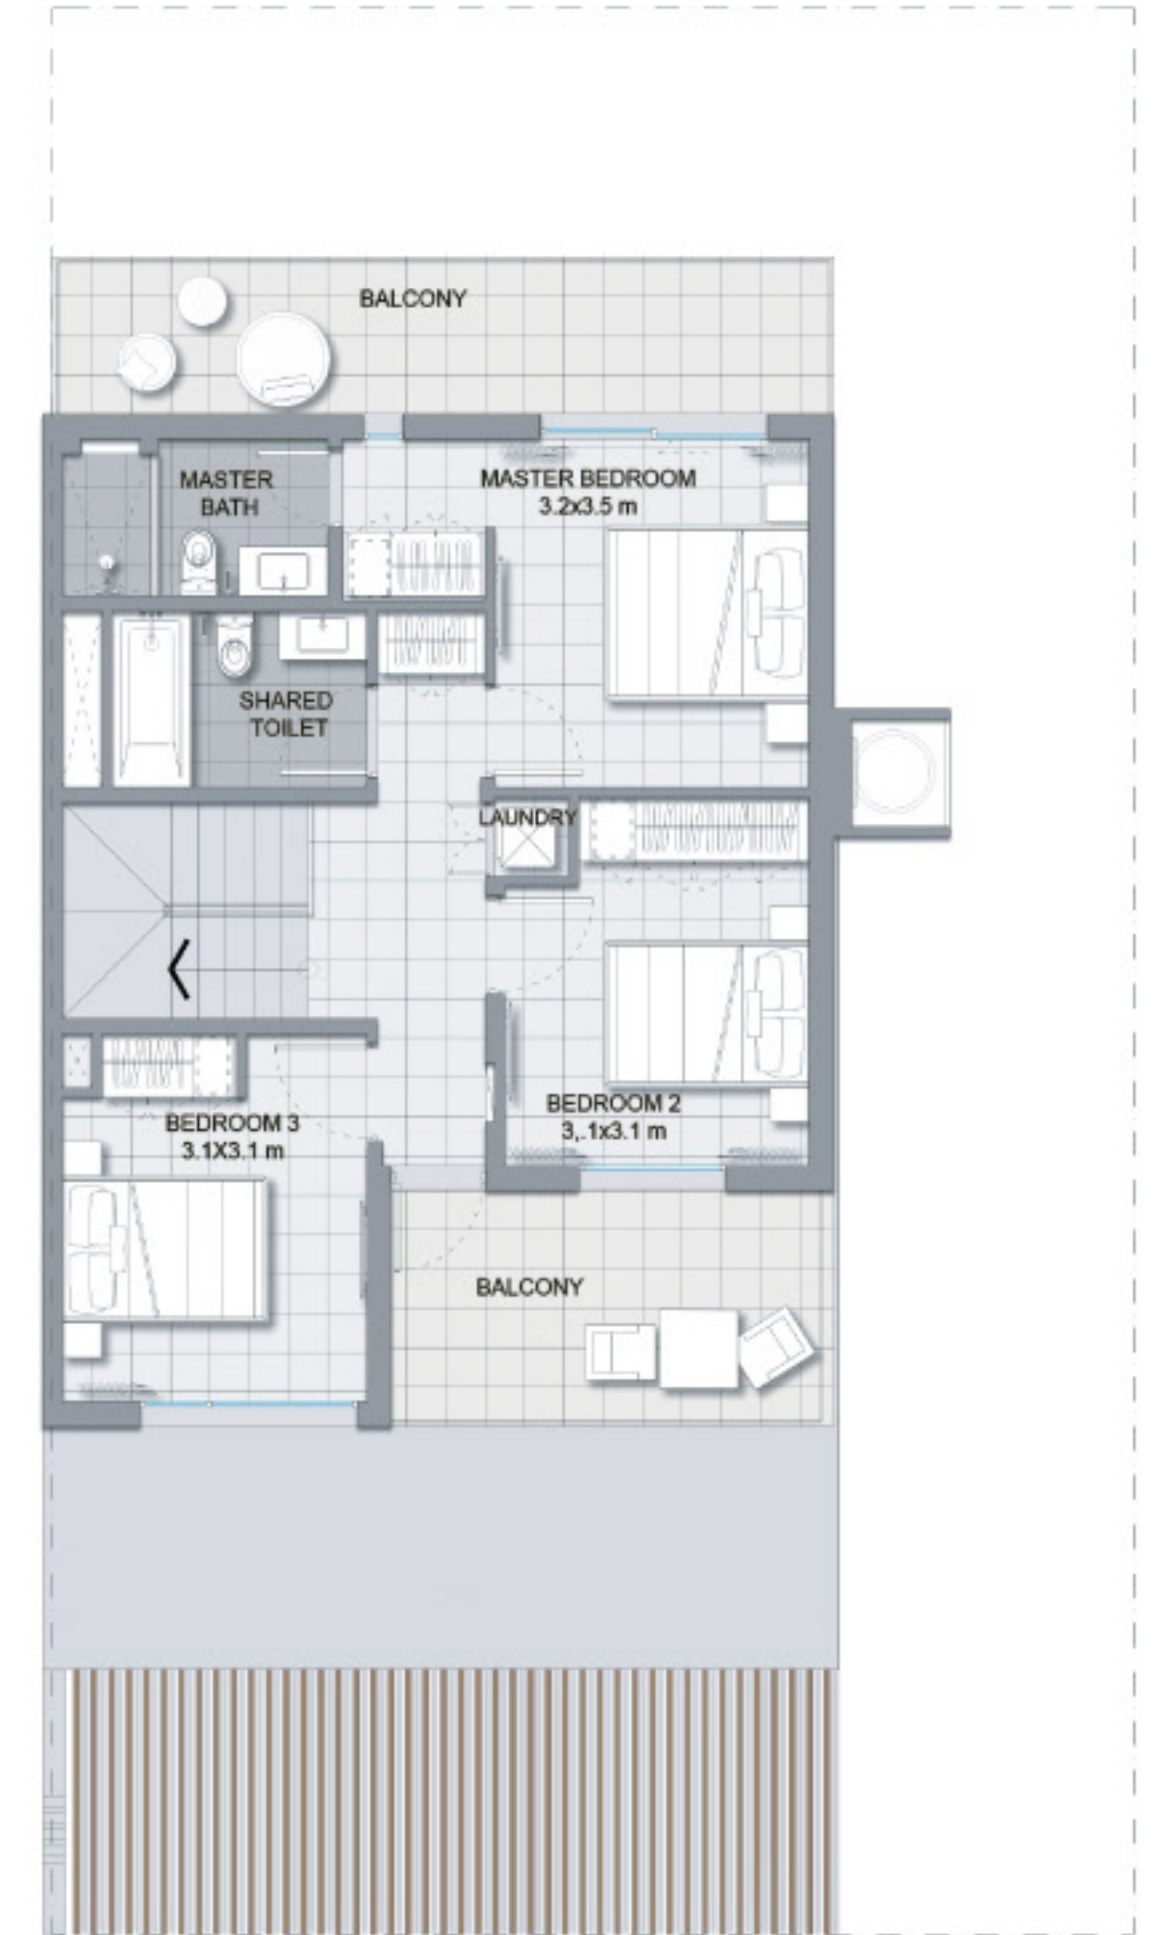 BALCONY
MASTER
BATH
MASTER BEDROOM
3.2x3.5 m
SHARED
TOILET
LAUNDRY
BEDROOM 2
3,.1x3.1 m
BEDROOM 3
3.1X3.1 m
BALCONY